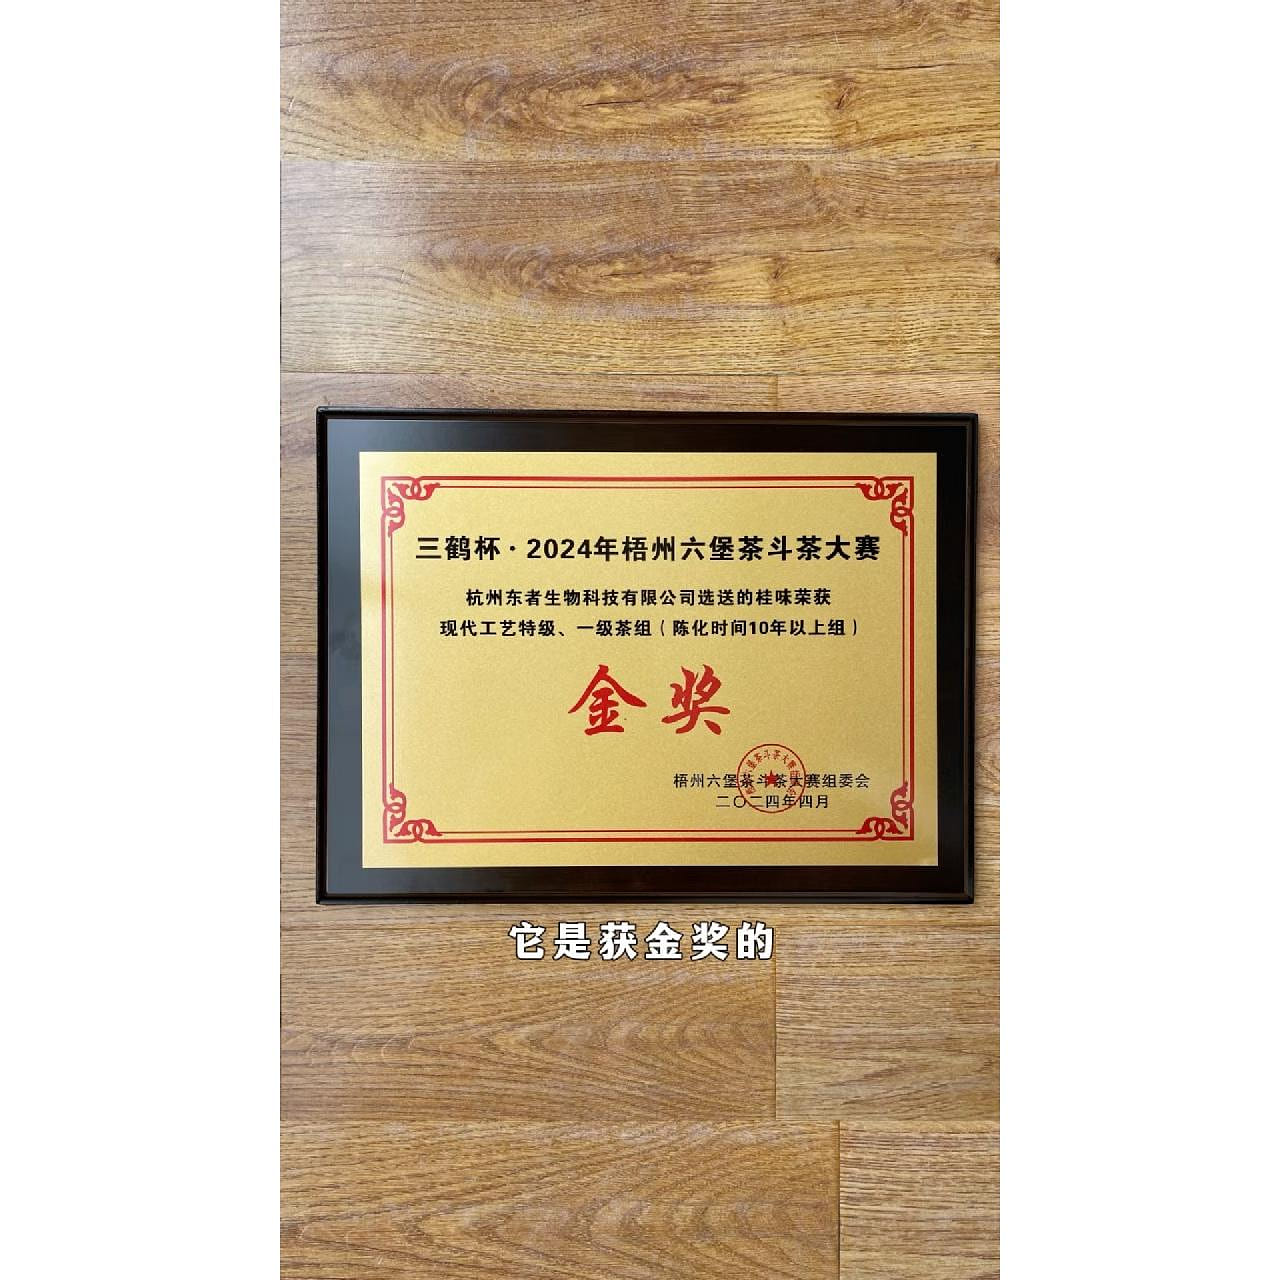 三鹤杯·2024年梧州六堡茶斗茶大赛
杭州东者生物科技有限公司选送的桂味荣获
现代工艺特级、一级茶组（陈化时间10年以上组）
金奖
梧州六堡茶斗茶大赛组委会
二〇二四年四月
它是获金奖的